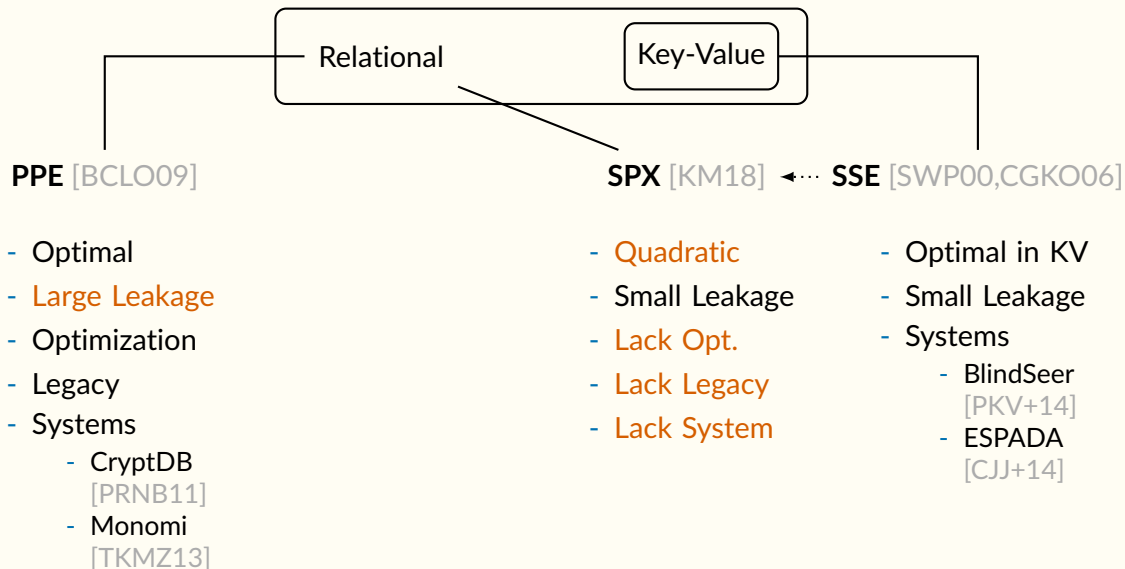 Relational
Key-Value
PPE [BCLO09]
SPX [KM18]
SSE [SWP00,CGKO06]
- Optimal
- Large Leakage
- Optimization
- Legacy
- Systems
- CryptDB
[PRNB11]
- Monomi
[TKMZ13]
- Quadratic
- Small Leakage
- Lack Opt.
- Lack Legacy
- Lack System
- Optimal in KV
- Small Leakage
- Systems
- BlindSeer
[PKV+14]
- ESPADA
[CJJ+14]